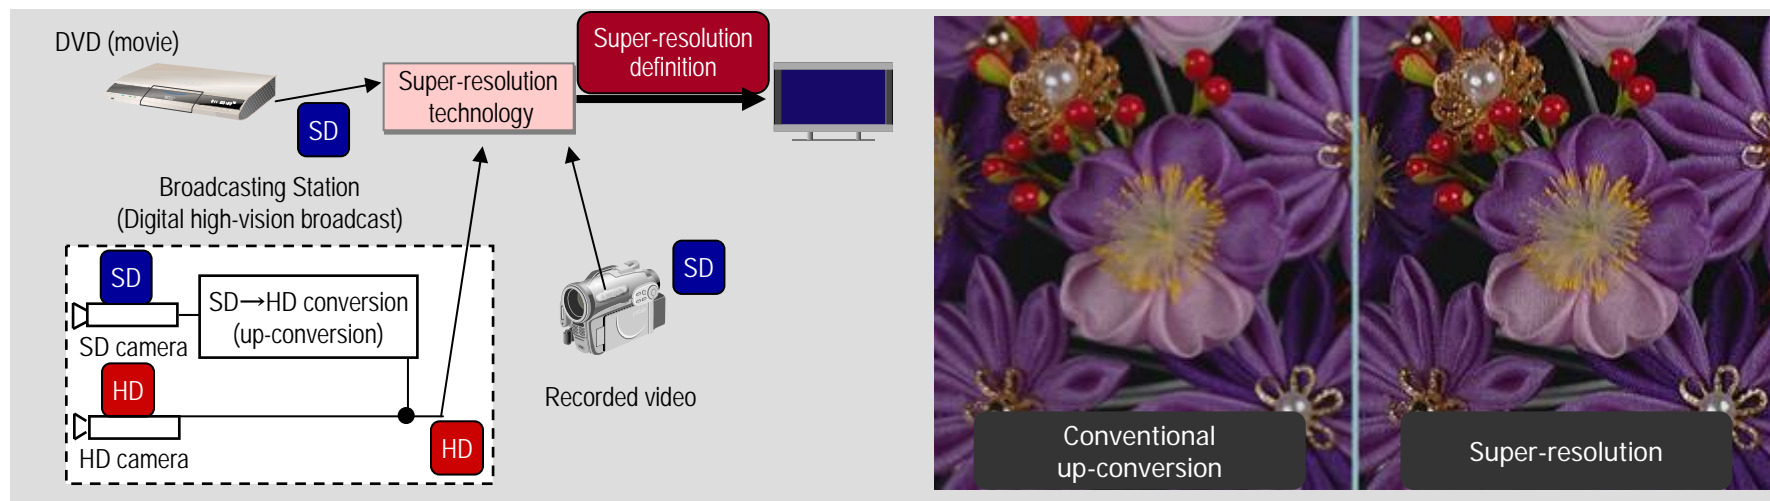 DVD (movie)
SD
Super-resolution
technology
Super-resolution
definition
Broadcasting Station
(Digital high-vision broadcast)
SD
SD camera
SD→HD conversion
(up-conversion)
HD
HD camera
HD
SD
Recorded video
Conventional
up-conversion
Super-resolution